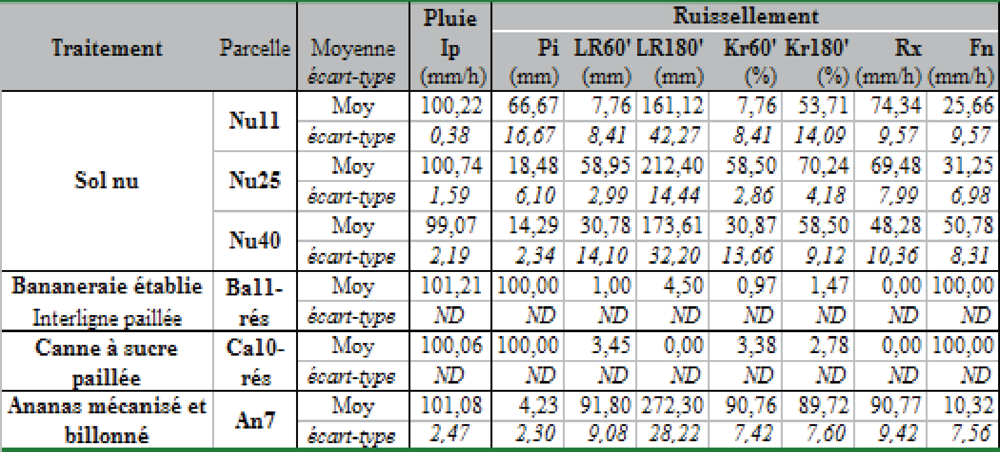 Traitement Parcelle Moyenne écart-type Pluie Ip (mm/h) Ruissellement
Pi (mm) LR60' (mm) LR180' (mm) Kr60' (%) Kr180' (%) Rx (mm/h) Fn (mm/h)
Sol nu Nu11 Moy 100,22 66,67 7,76 161,12 7,76 53,71 74,34 25,66
écart-type 0,38 16,67 8,41 42,27 8,41 14,09 9,57 9,57
Nu25 Moy 100,74 18,48 58,95 212,40 58,50 70,24 69,48 31,25
écart-type 1,59 6,10 2,99 14,44 2,86 4,18 7,99 6,98
Nu40 Moy 99,07 14,29 30,78 173,61 30,87 58,50 48,28 50,78
écart-type 2,19 2,34 14,10 32,20 13,66 9,12 10,36 8,31
Bananeraie établie Ba11- Moy 101,21 100,00 1,00 4,50 0,97 1,47 0,00 100,00
Interligne paillée rés écart-type ND ND ND ND ND ND ND ND
Canne à sucre Ca10- Moy 100,06 100,00 3,45 0,00 3,38 2,78 0,00 100,00
paillée rés écart-type ND ND ND ND ND ND ND ND
Ananas mécanisé et An7 Moy 101,08 4,23 91,80 272,30 90,76 89,72 90,77 10,32
billonné écart-type 2,47 2,30 9,08 28,22 7,42 7,60 9,42 7,56